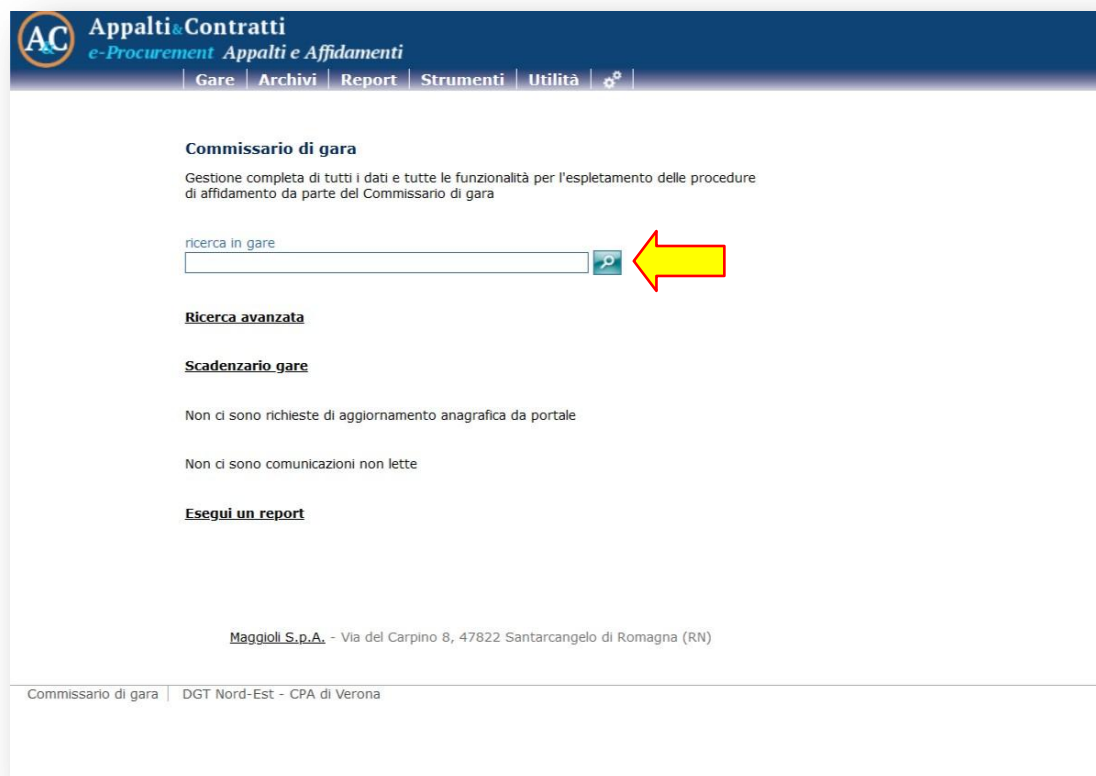 A&C
Appalti&Contratti
e-Procurement Appalti e Affidamenti
Gare | Archivi | Report | Strumenti | Utilità |
Commissario di gara
Gestione completa di tutti i dati e tutte le funzionalità per l'espletamento delle procedure
di affidamento da parte del Commissario di gara
ricerca in gare
Ricerca avanzata
Scadenzario gare
Non ci sono richieste di aggiornamento anagrafica da portale
Non ci sono comunicazioni non lette
Esegui un report
Maggioli S.p.A. - Via del Carpino 8, 47822 Santarcangelo di Romagna (RN)
Commissario di gara | DGT Nord-Est - CPA di Verona